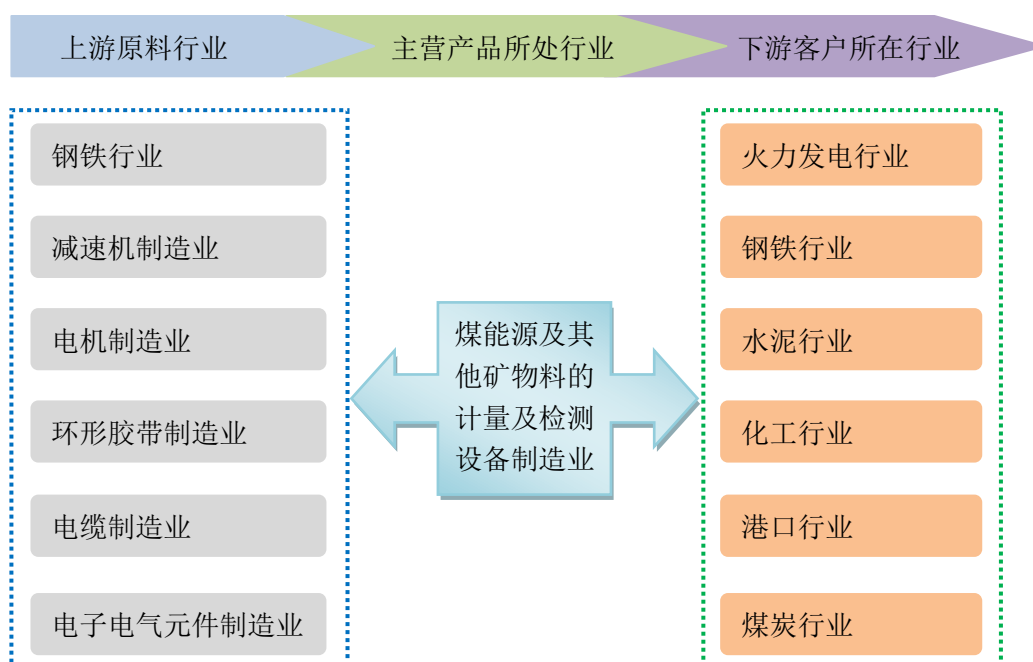 上游原料行业
主营产品所处行业
下游客户所在行业
钢铁行业
减速机制造业
电机制造业
环形胶带制造业
电缆制造业
电子电气元件制造业
煤能源及其
他矿物料的
计量及检测
设备制造业
火力发电行业
钢铁行业
水泥行业
化工行业
港口行业
煤炭行业